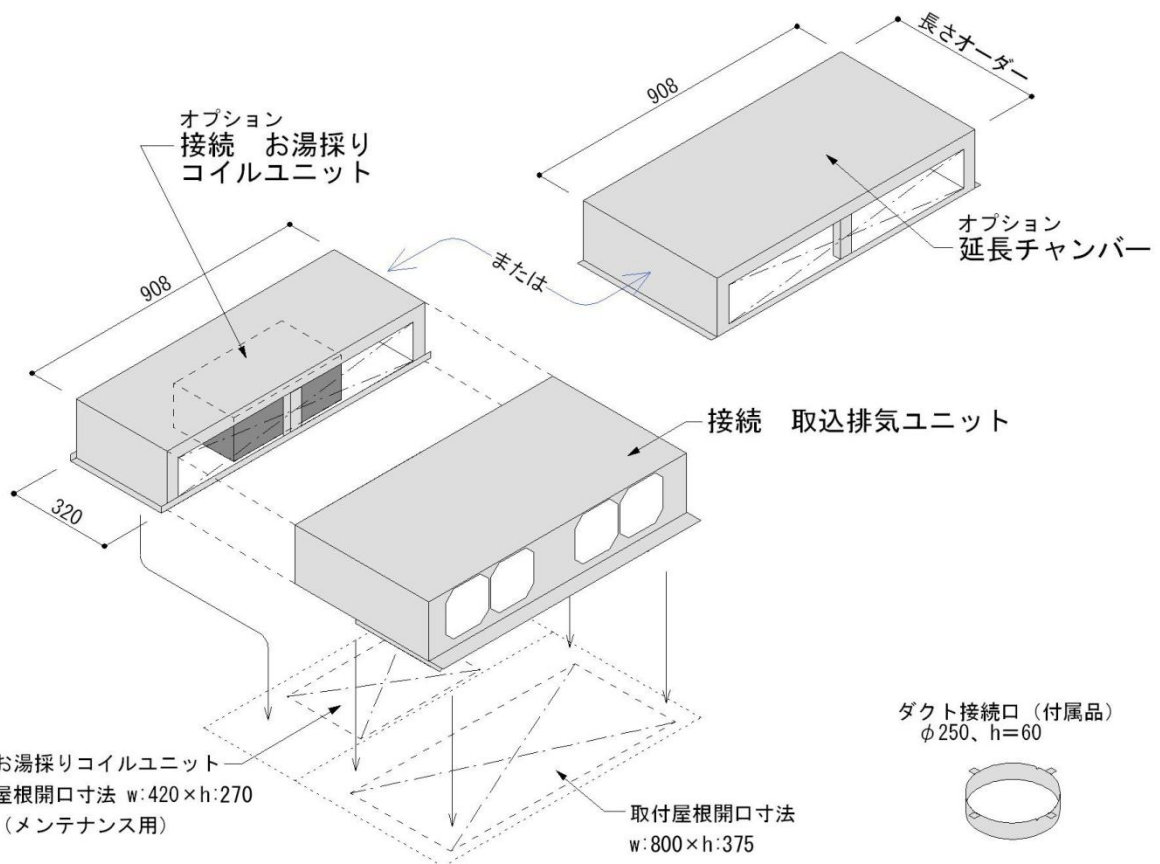 長さオーダー
908
908
オプション
接続 お湯採り
コイルユニット
または
オプション
延長チャンバー
接続 取込排気ユニット
320
ダクト接続口（付属品）
φ250、h=60
お湯採りコイルユニット
屋根開口寸法 w:420×h:270
（メンテナンス用）
取付屋根開口寸法
w:800×h:375